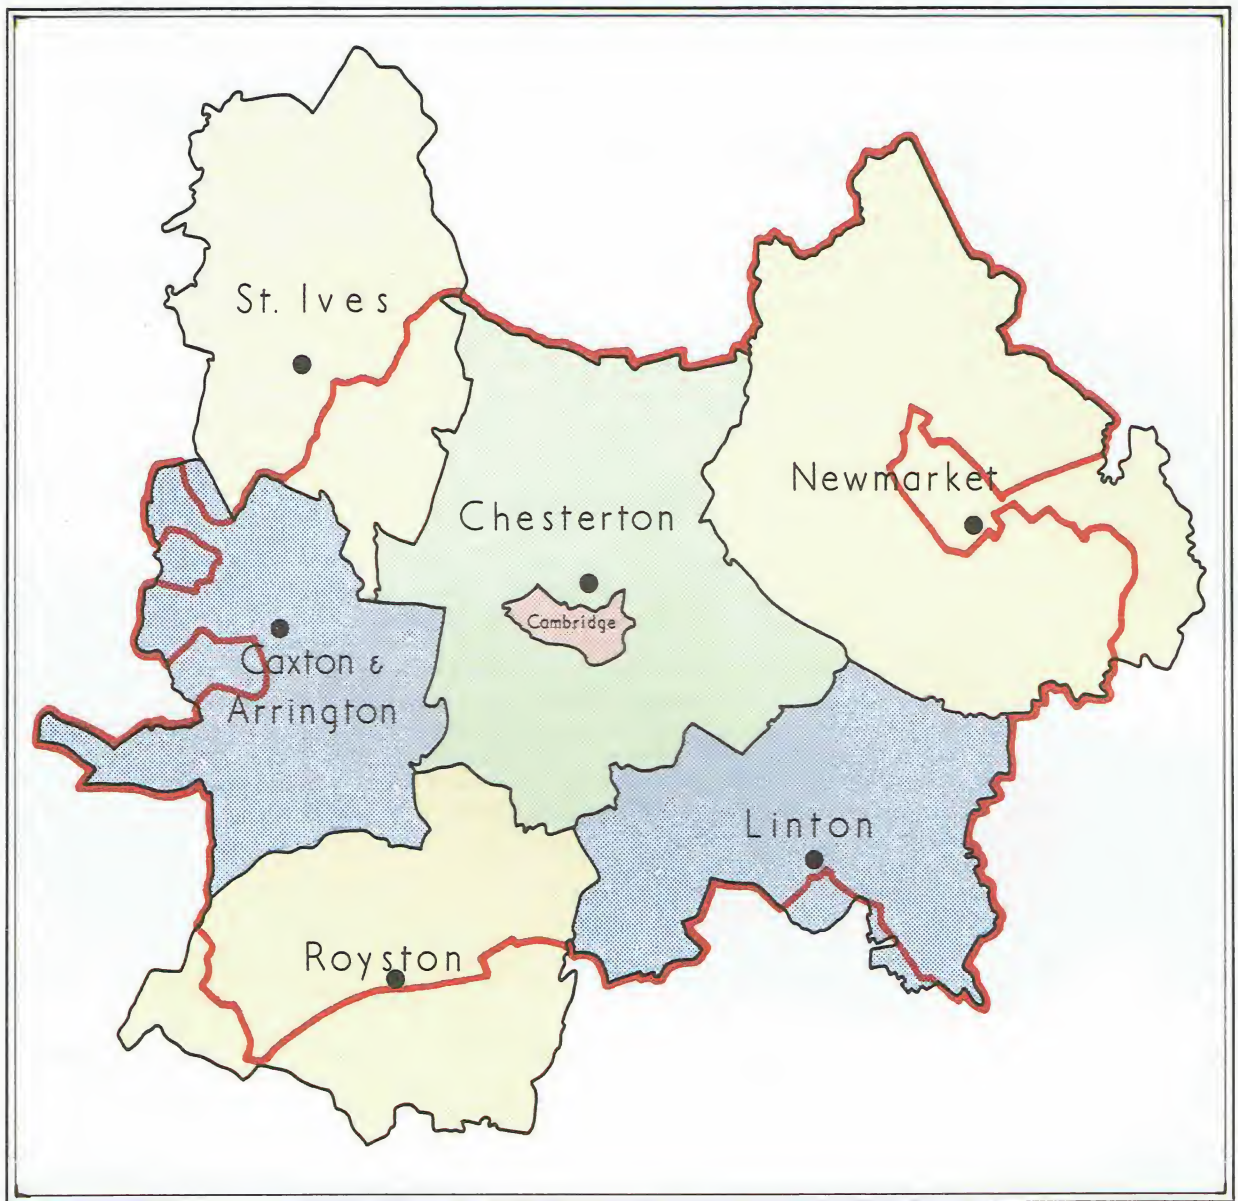 St. Ives
Newmarket
Chesterton
Cambridge
Caxton &
Arrington
Linton
Royston